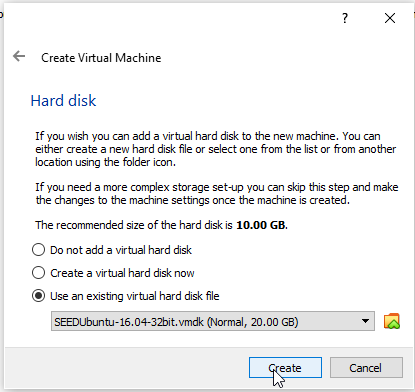 ?
Create Virtual Machine
Hard disk
If you wish you can add a virtual hard disk to the new machine. You can
either create a new hard disk file or select one from the list or from another
location using the folder icon.
If you need a more complex storage set-up you can skip this step and make
the changes to the machine settings once the machine is created.
The recommended size of the hard disk is 10.00 GB.
Do not add a virtual hard disk
Create a virtual hard disk now
Use an existing virtual hard disk file
SEEDUbuntu-16.04-32bit.vmdk (Normal, 20.00 GB)
Create
Cancel